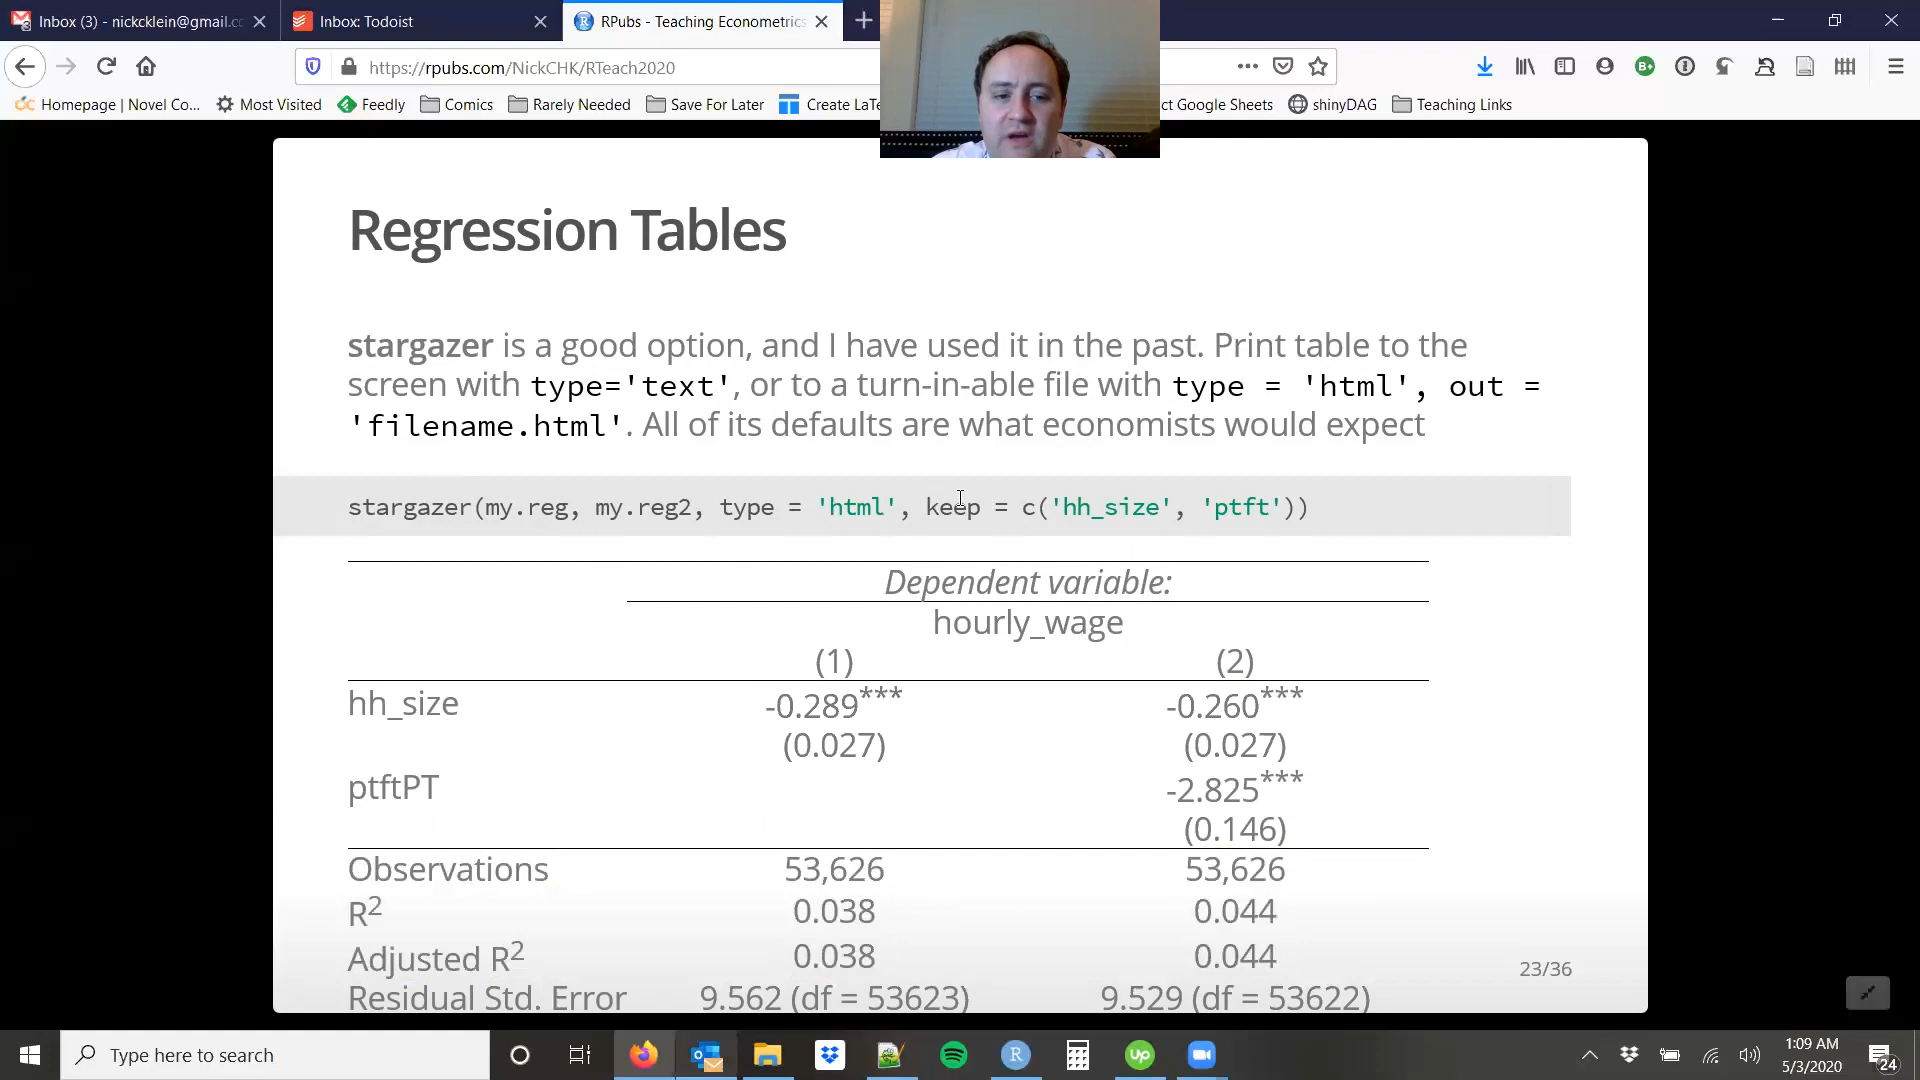 Inbox (3) - nickcklein@gmail.cc
Inbox: Todoist
RPubs - Teaching Econometrics
https://rpubs.com/NickCHK/RTeach2020
Homepage | Novel Co...
Most Visited
Feedly
Comics
Rarely Needed
Save For Later
Create LaTe
ct Google Sheets
shinyDAG
Teaching Links
Regression Tables
stargazer is a good option, and I have used it in the past. Print table to the
screen with type='text', or to a turn-in-able file with type = 'html', out =
'filename.html'. All of its defaults are what economists would expect
stargazer(my.reg, my.reg2, type = 'html', keep = c('hh_size', 'ptft'))
Dependent variable:
hourly_wage
(1) (2)
hh_size -0.289*** -0.260***
(0.027) (0.027)
ptftPT -2.825***
(0.146)
Observations 53,626 53,626
R2 0.038 0.044
Adjusted R2 0.038 0.044
Residual Std. Error 9.562 (df = 53623) 9.529 (df = 53622)
23/36
Type here to search
1:09 AM
5/3/2020
24